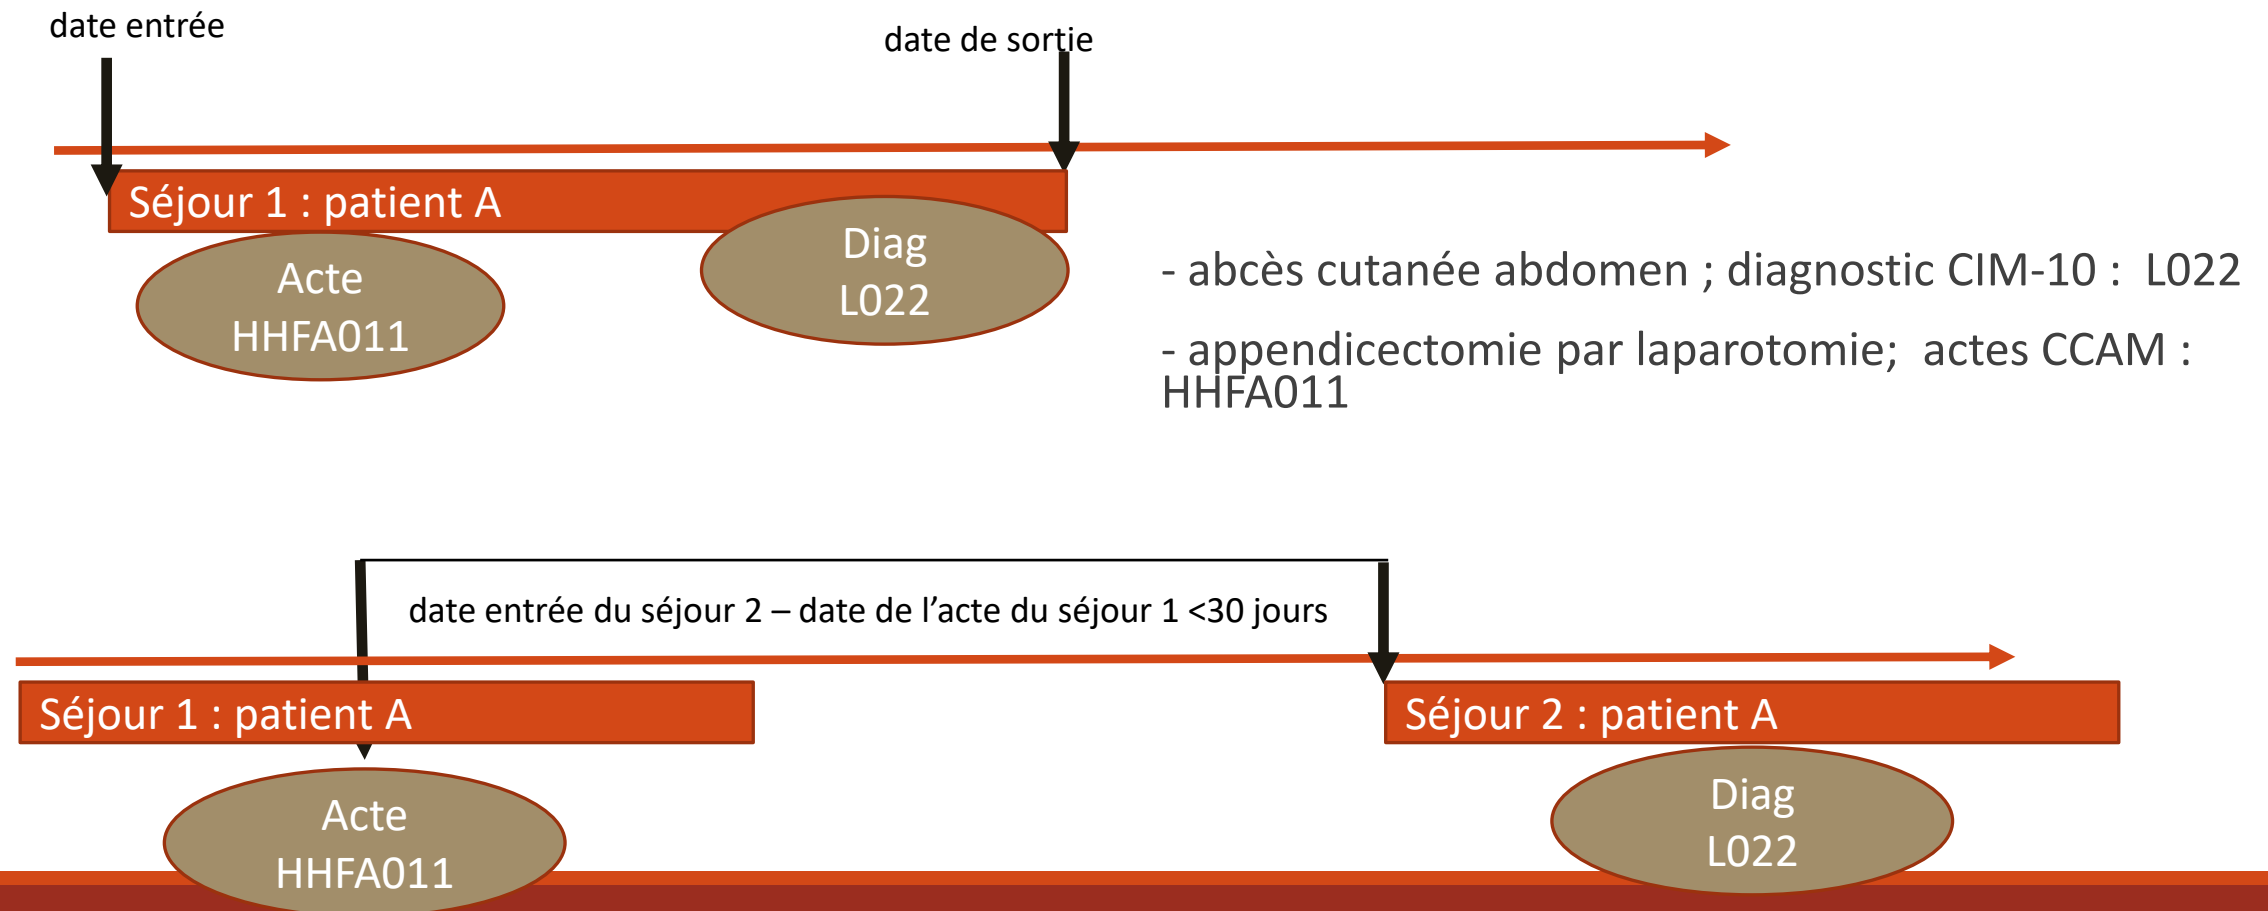 date entrée
date de sortie
Séjour 1 : patient A
Acte
HHFA011
Diag
L022
- abcès cutanée abdomen ; diagnostic CIM-10 : L022
- appendicectomie par laparotomie; actes CCAM :
HHFA011
date entrée du séjour 2 – date de l’acte du séjour 1 <30 jours
Séjour 1 : patient A
Séjour 2 : patient A
Acte
HHFA011
Diag
L022